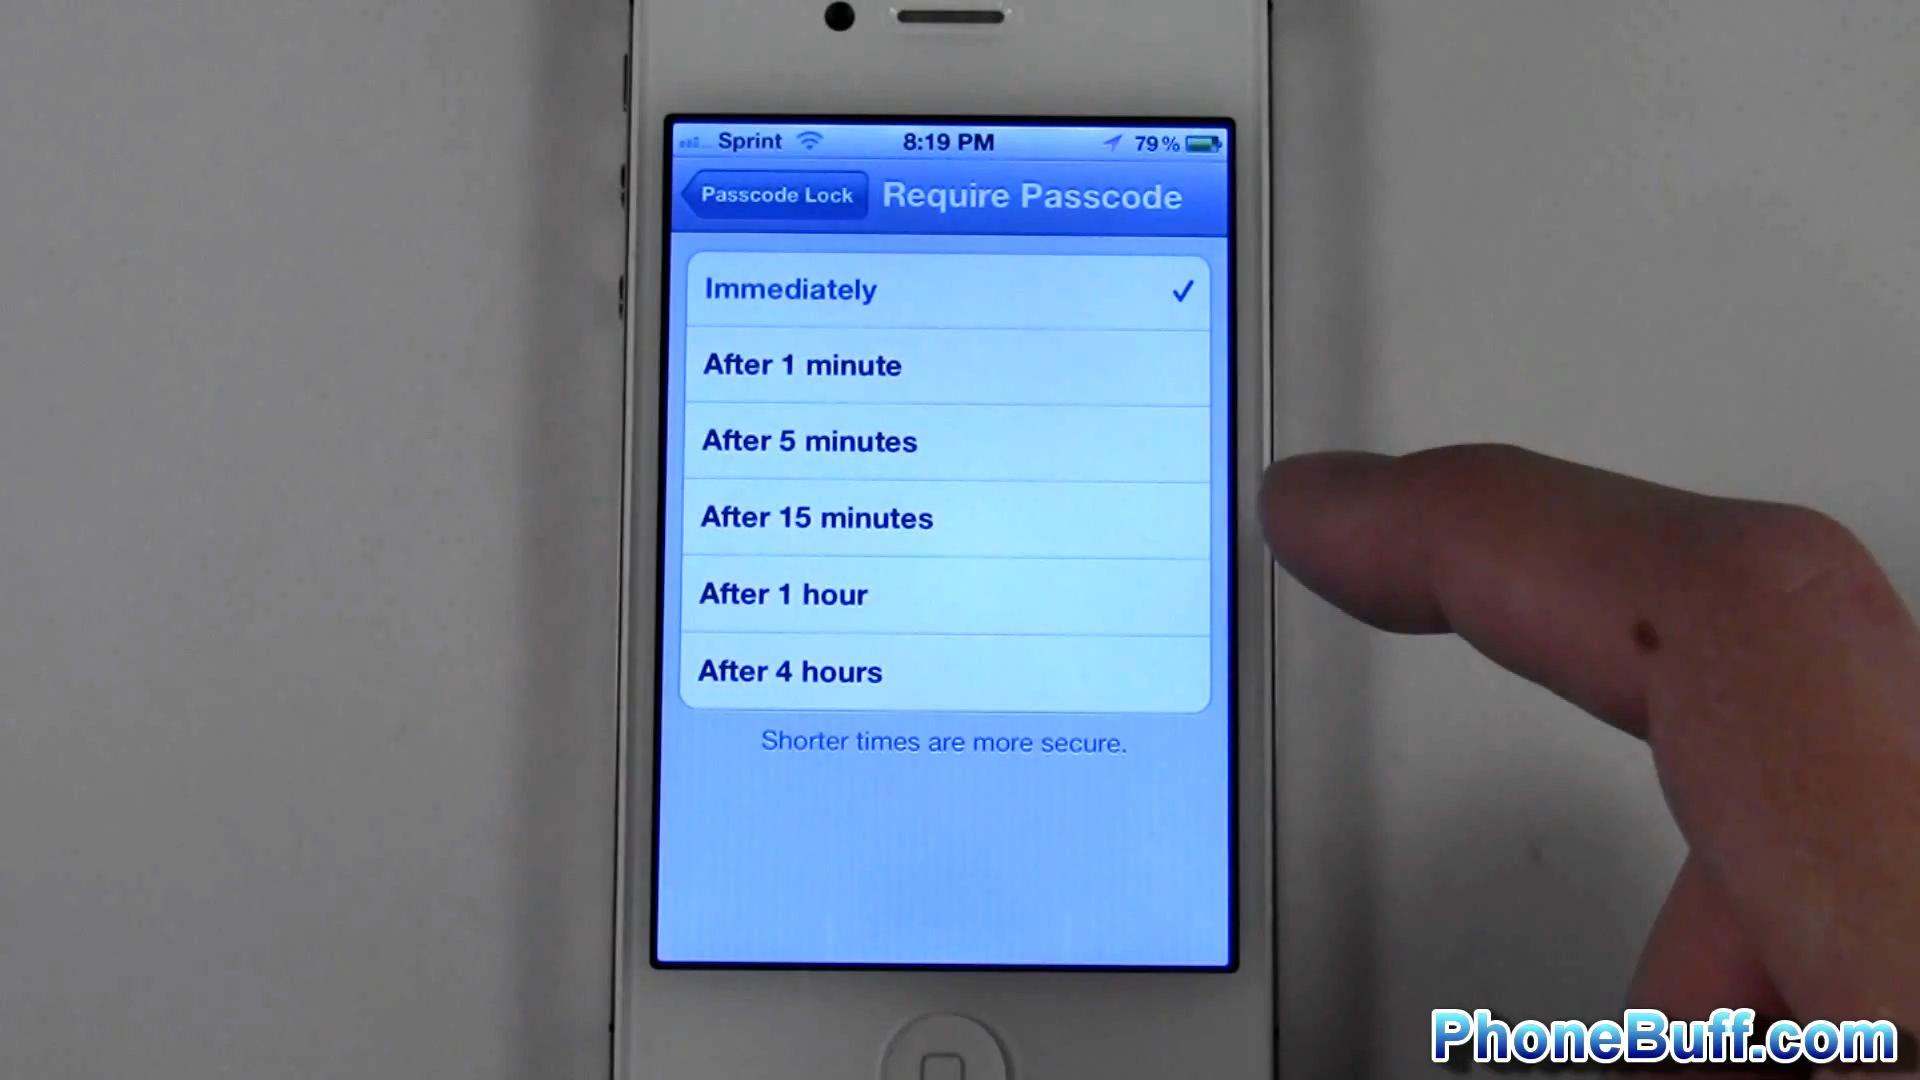 Sprint 8:19 PM 79%
Passcode Lock Require Passcode
Immediately
After 1 minute
After 5 minutes
After 15 minutes
After 1 hour
After 4 hours
Shorter times are more secure.
PhoneBuff.com